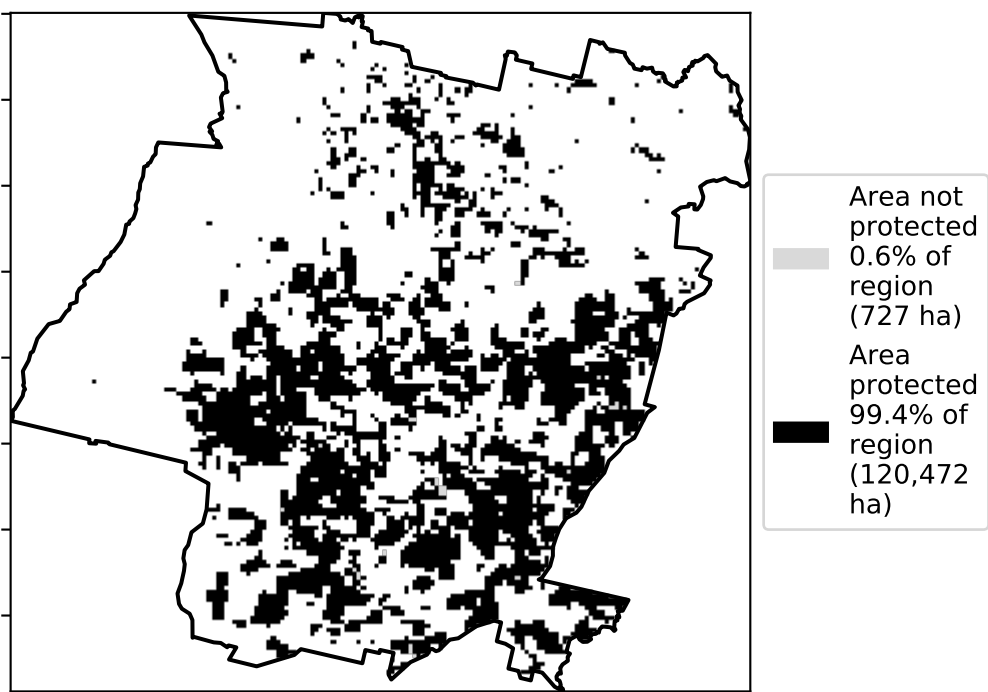 Area not
protected
0.6% of
region
(727 ha)
Area
protected
99.4% of
region
(120,472
ha)